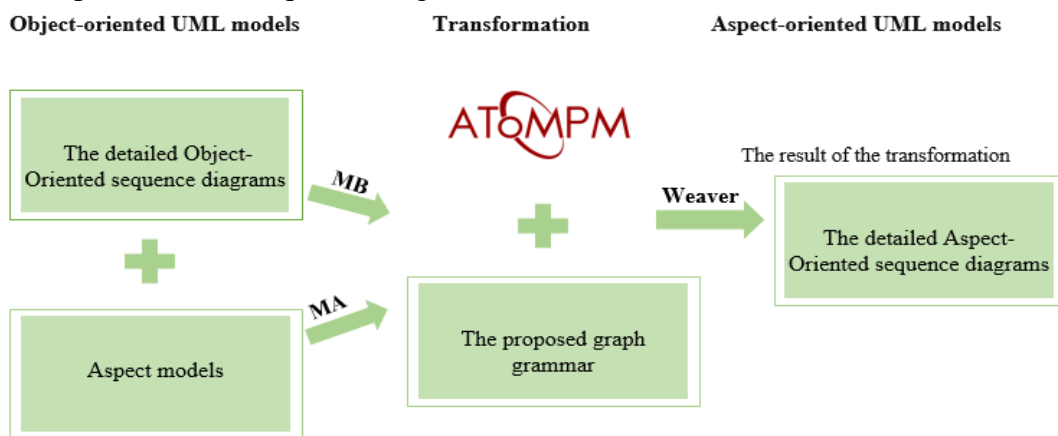 Object-oriented UML models
Transformation
Aspect-oriented UML models
The detailed Object-
Oriented sequence diagrams
MB
Aspect models
MA
AToMPM
The proposed graph
grammar
Weaver
The result of the transformation
The detailed Aspect-
Oriented sequence diagrams